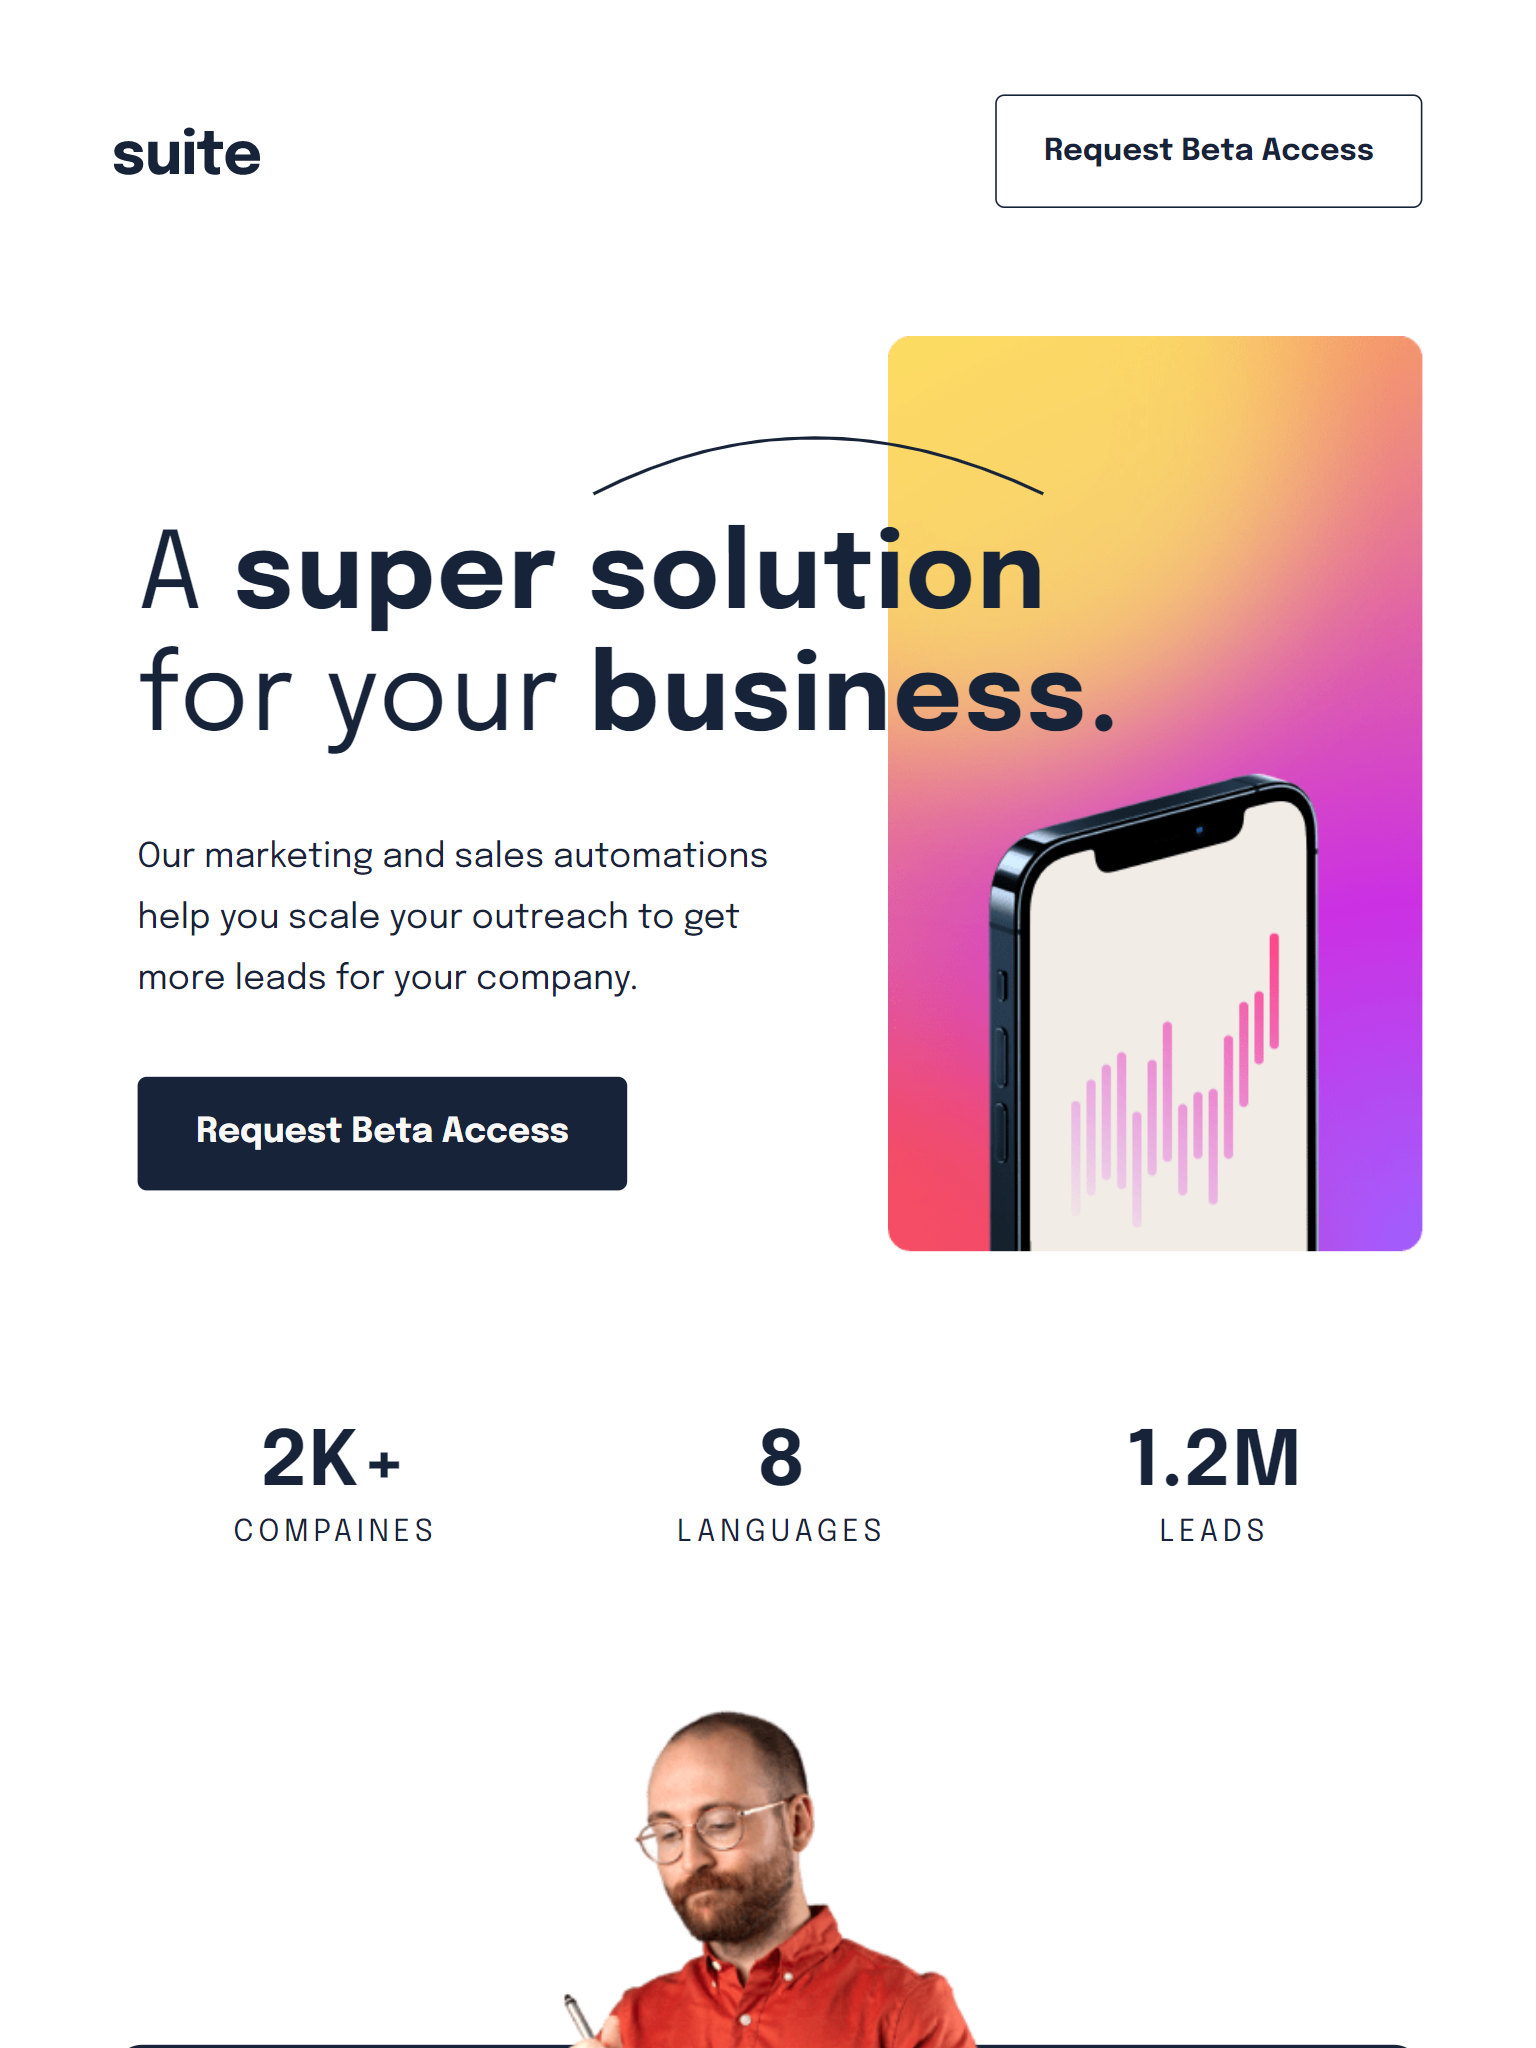 suite
Request Beta Access
A super solution
for your business.
Our marketing and sales automations
help you scale your outreach to get
more leads for your company.
Request Beta Access
2K+
COMPAINES
8
LANGUAGES
1.2M
LEADS